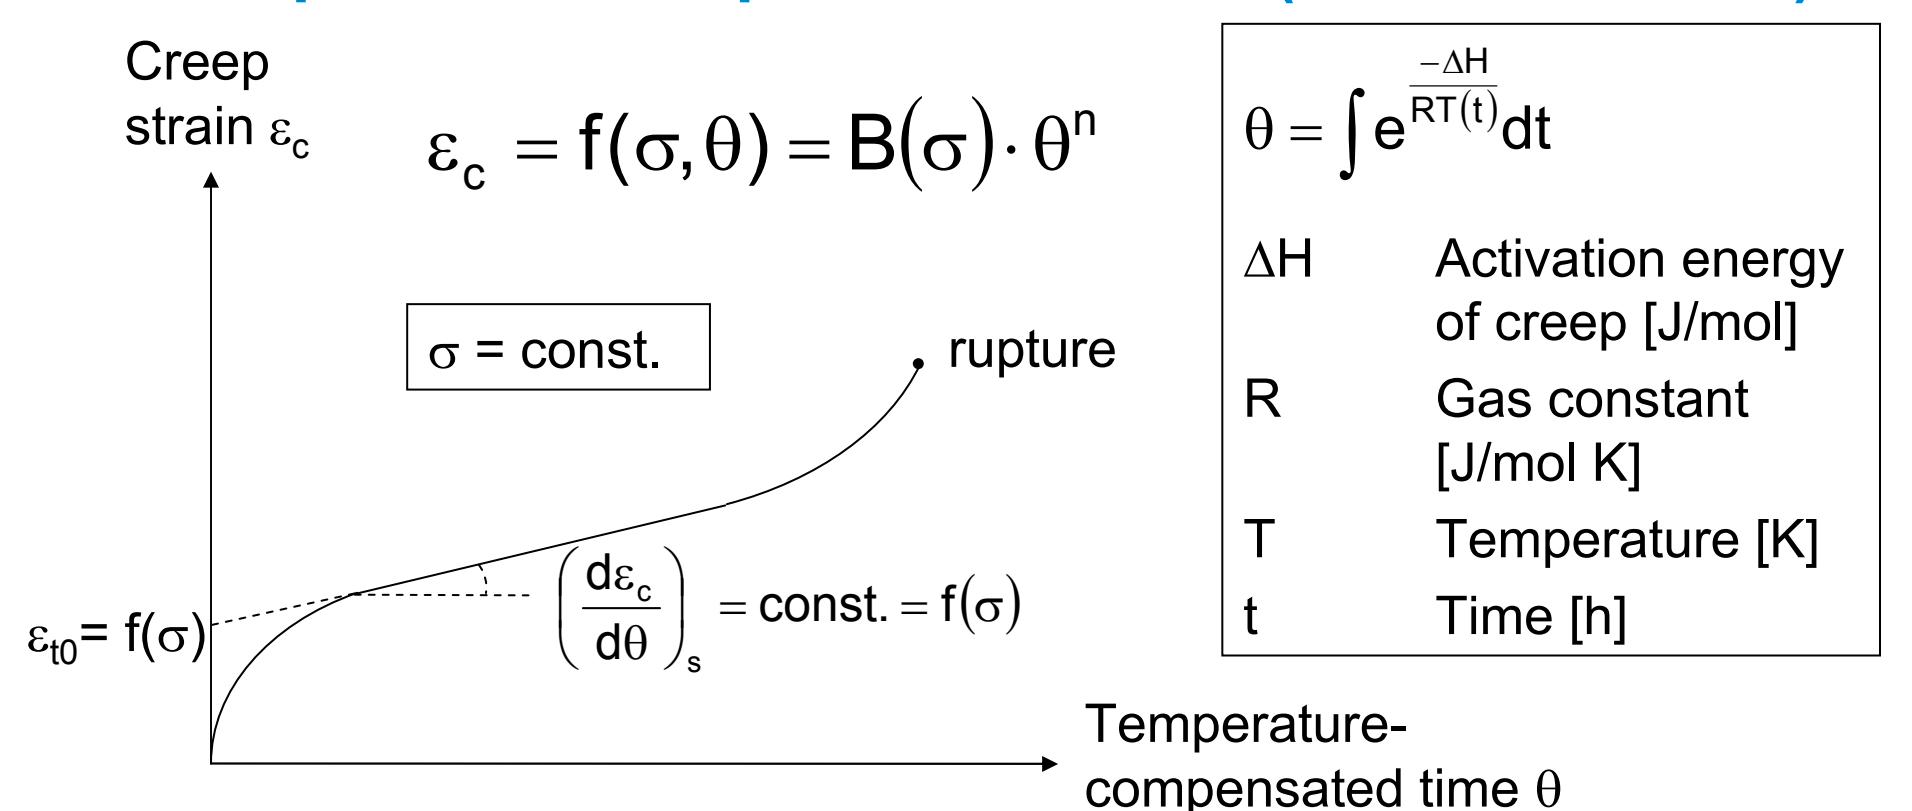 Creep
strain εc
εc = f(σ,θ) = B(σ) · θ^n
σ = const.
rupture
(dεc/dθ)s = const. = f(σ)
εt0= f(σ)
Temperature-
compensated time θ
θ = ∫ e^(−ΔH/RT(t)) dt
ΔH Activation energy
of creep [J/mol]
R Gas constant
[J/mol K]
T Temperature [K]
t Time [h]